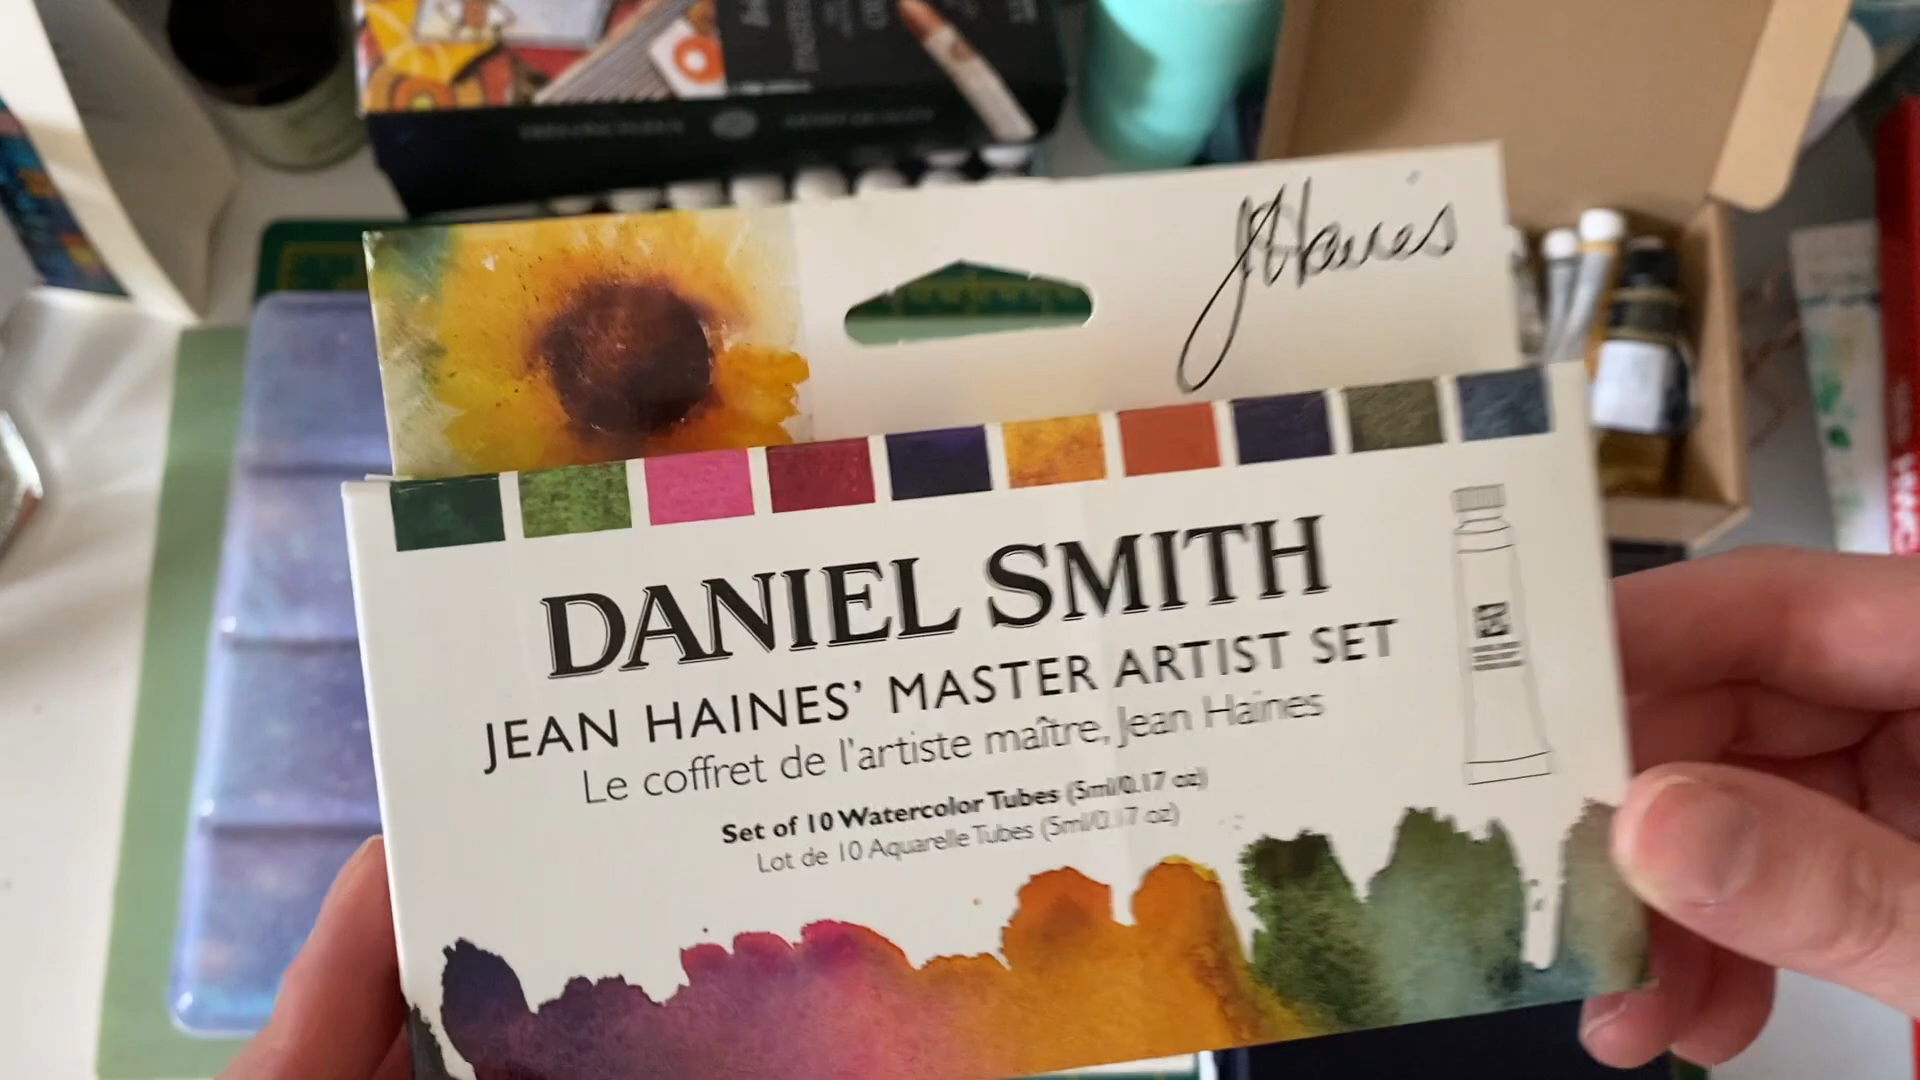 JHaines
DANIEL SMITH
JEAN HAINES' MASTER ARTIST SET
Le coffret de l'artiste maître, Jean Haines
Set of 10 Watercolor Tubes (5ml/0.17 oz)
Lot de 10 Aquarelle Tubes (5ml/0.17 oz)